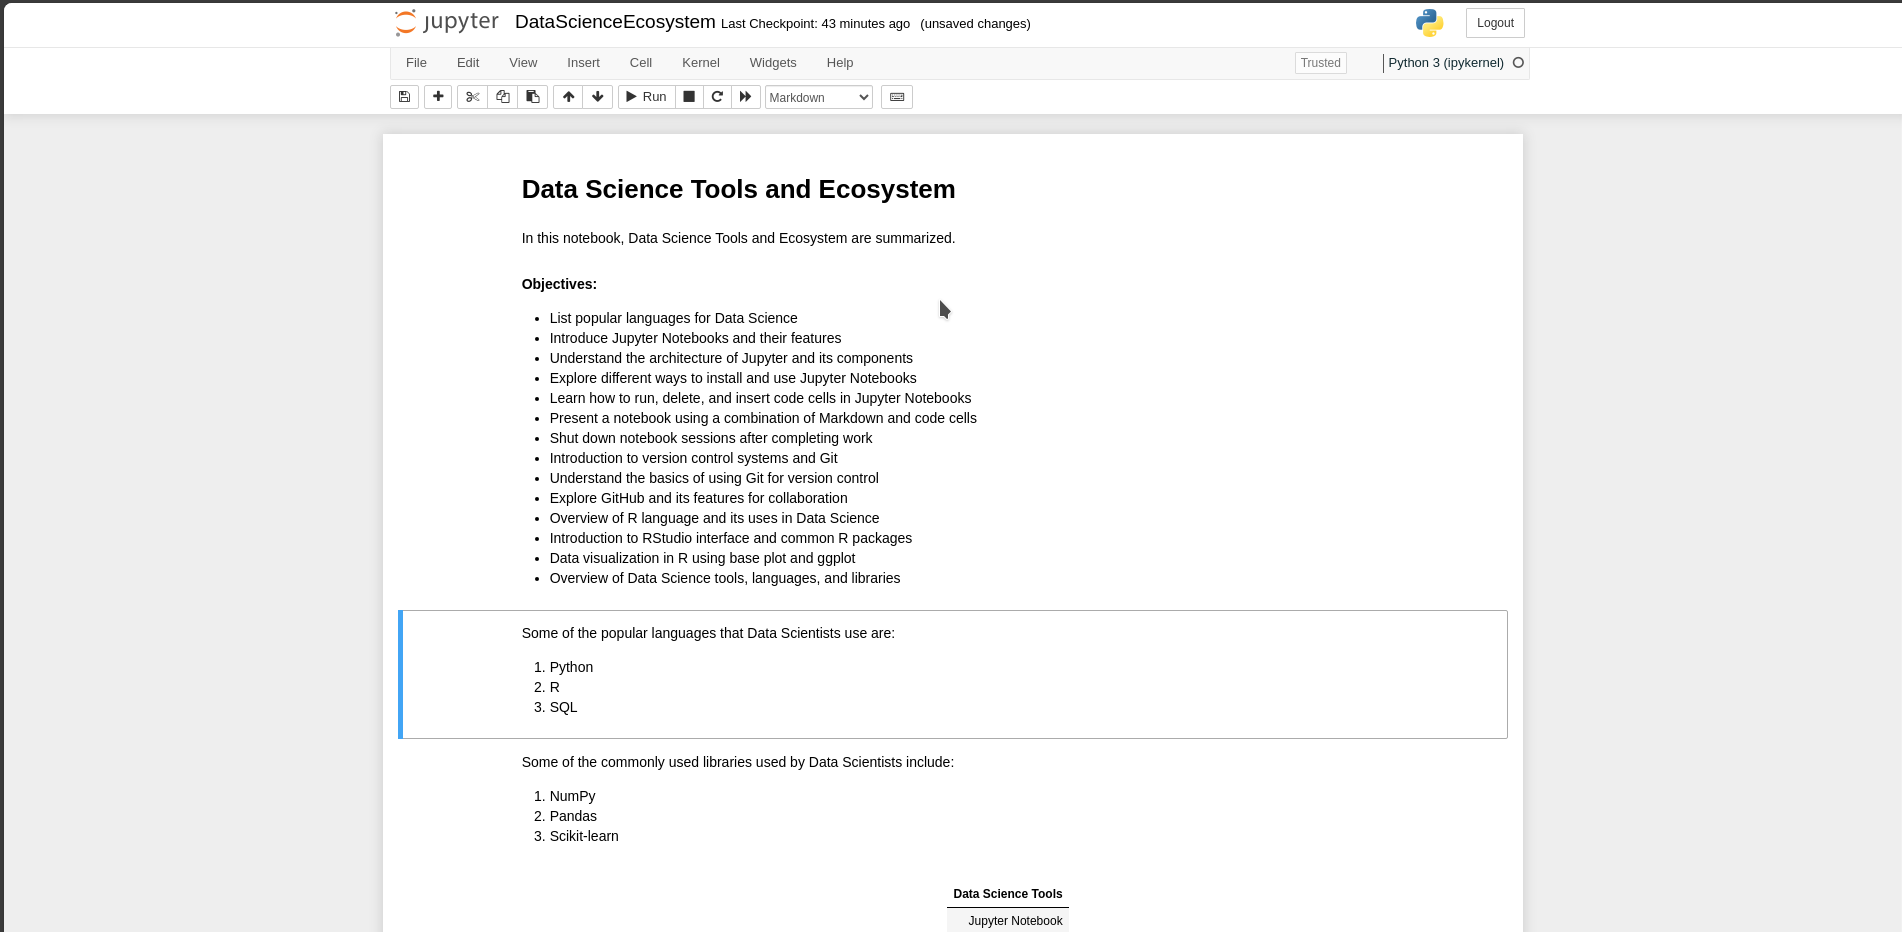 jupyter DataScienceEcosystem Last Checkpoint: 43 minutes ago (unsaved changes) Logout
File Edit View Insert Cell Kernel Widgets Help Trusted Python 3 (ipykernel)
Run Markdown
Data Science Tools and Ecosystem
In this notebook, Data Science Tools and Ecosystem are summarized.
Objectives:
• List popular languages for Data Science
• Introduce Jupyter Notebooks and their features
• Understand the architecture of Jupyter and its components
• Explore different ways to install and use Jupyter Notebooks
• Learn how to run, delete, and insert code cells in Jupyter Notebooks
• Present a notebook using a combination of Markdown and code cells
• Shut down notebook sessions after completing work
• Introduction to version control systems and Git
• Understand the basics of using Git for version control
• Explore GitHub and its features for collaboration
• Overview of R language and its uses in Data Science
• Introduction to RStudio interface and common R packages
• Data visualization in R using base plot and ggplot
• Overview of Data Science tools, languages, and libraries
Some of the popular languages that Data Scientists use are:
1. Python
2. R
3. SQL
Some of the commonly used libraries used by Data Scientists include:
1. NumPy
2. Pandas
3. Scikit-learn
Data Science Tools
Jupyter Notebook